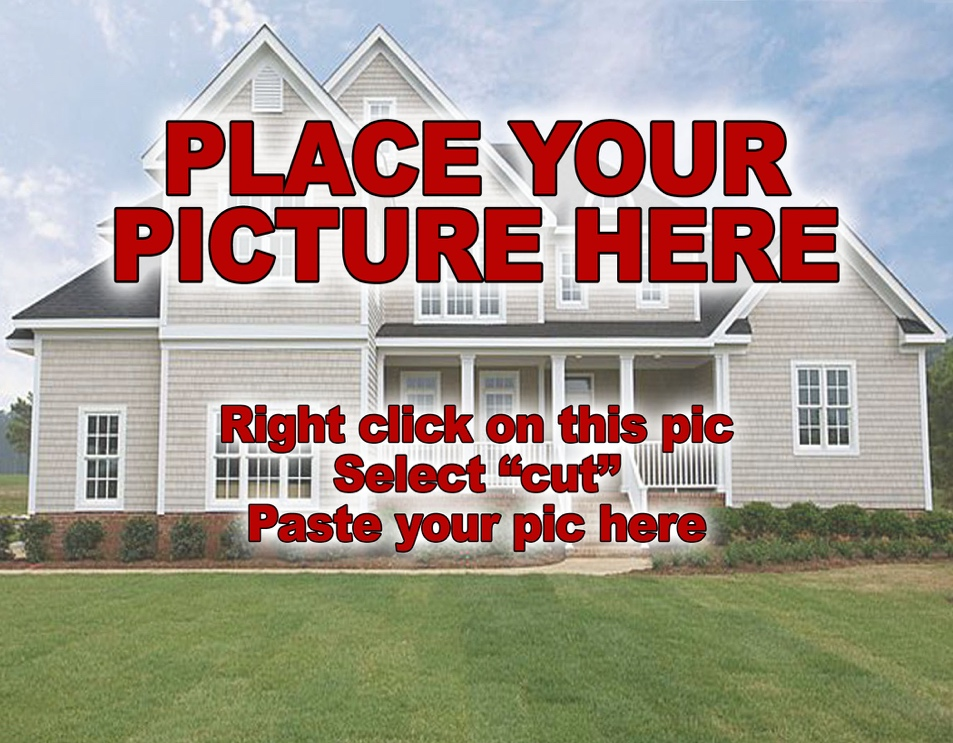 PLACE YOUR
PICTURE HERE
Right click on this pic
Select “cut”
Paste your pic here